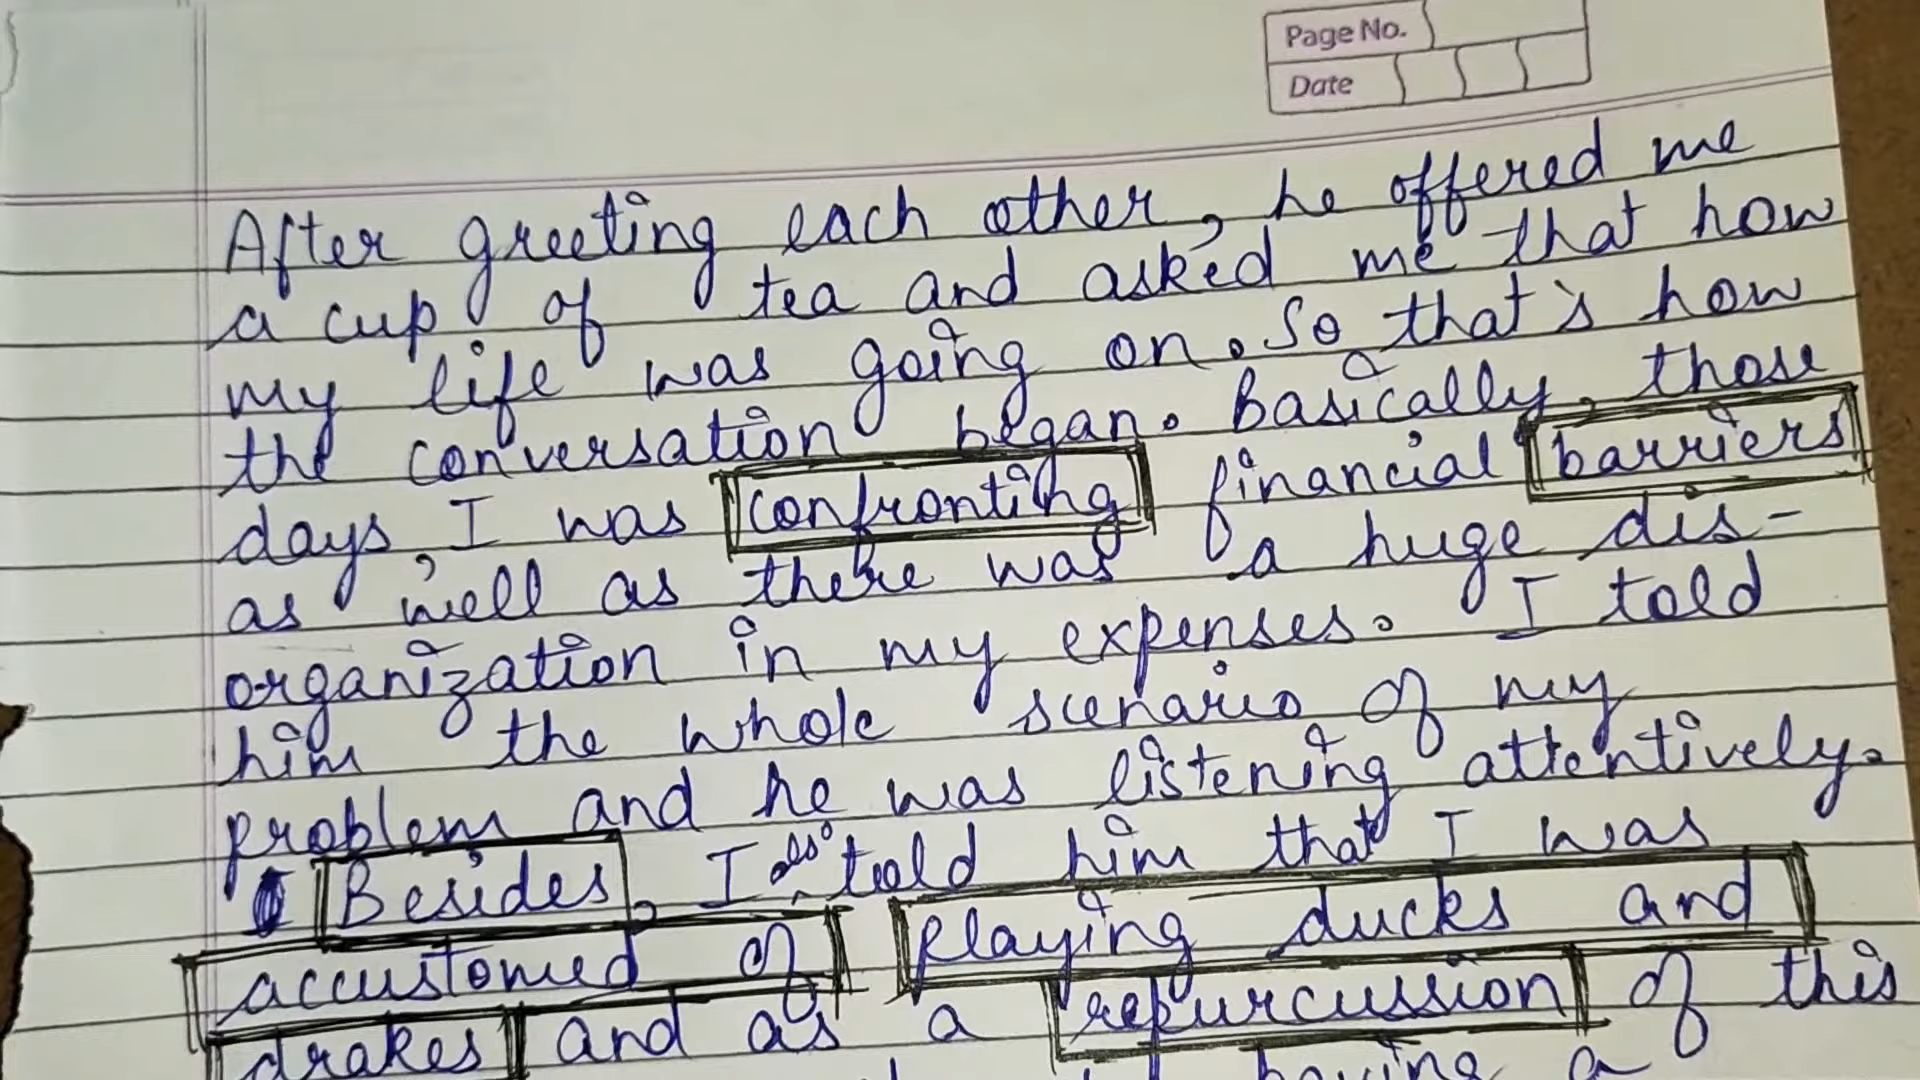 Page No.
Date
After greeting each other, he offered me
a cup of tea and asked me that how
my life was going on. So that's how
the conversation began. Basically, those
days, I was confronting financial barriers
as well as there was a huge dis-
organization in my expenses. I told
him the whole scenario of my
problem and he was listening attentively.
Besides, I also told him that I was
accustomed of playing ducks and
drakes and as a repurcussion of this
having a